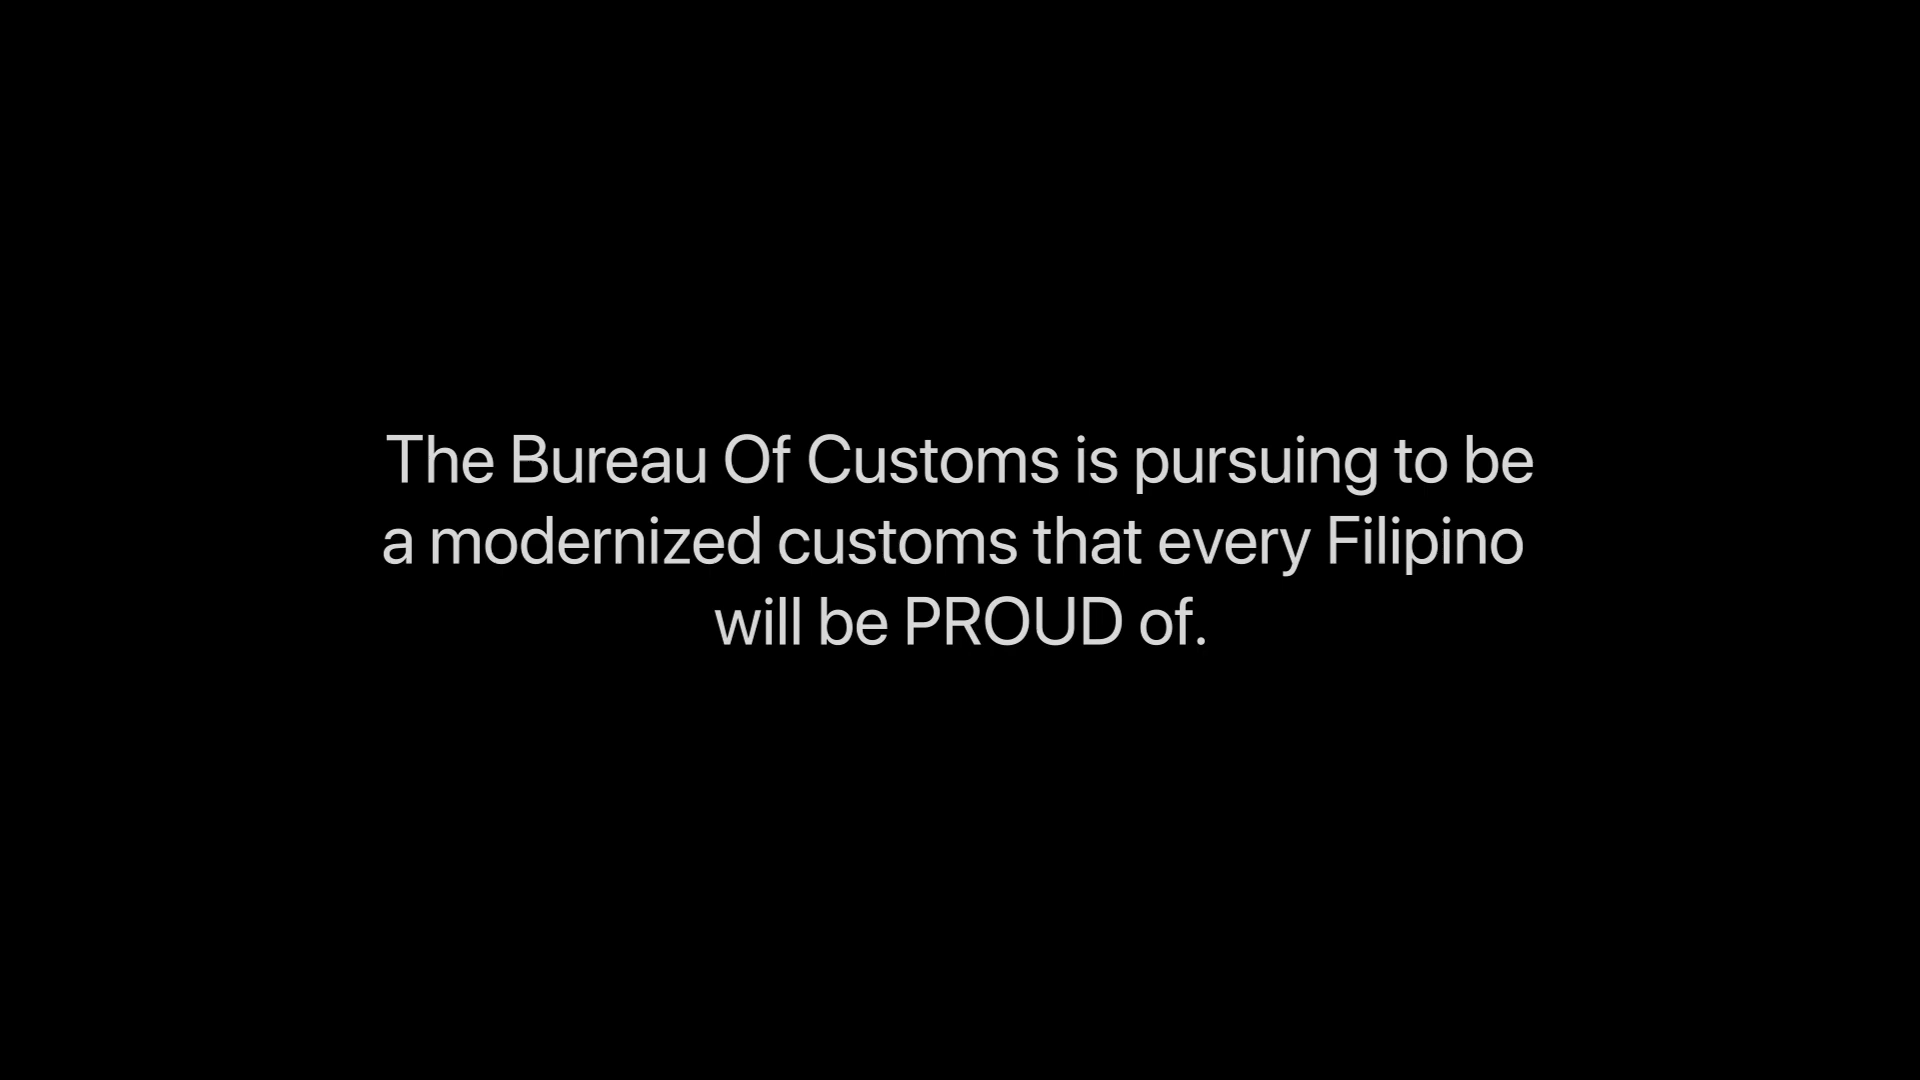 The Bureau Of Customs is pursuing to be
a modernized customs that every Filipino
will be PROUD of.